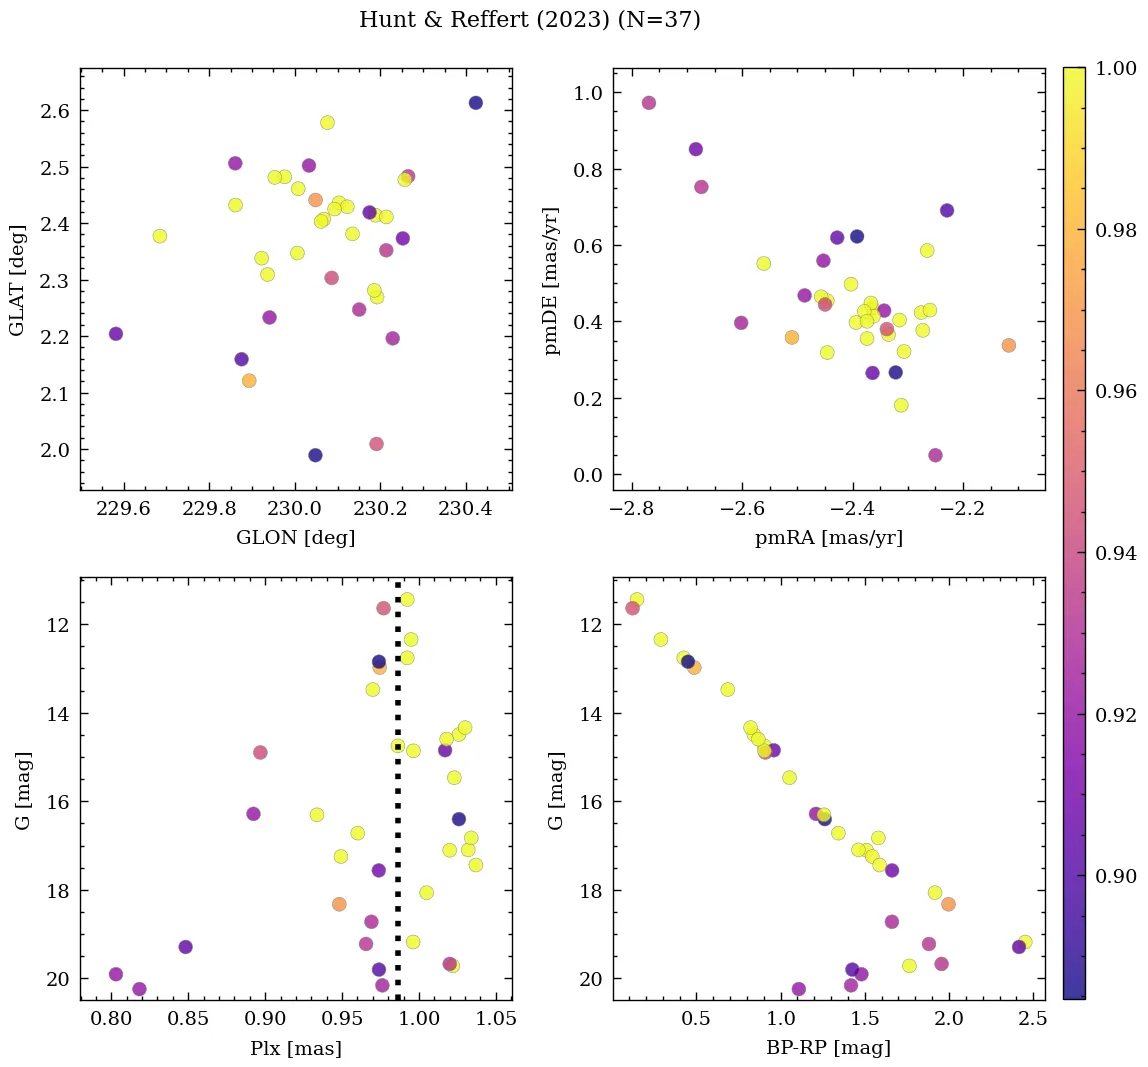 Hunt & Reffert (2023) (N=37)
2.6
2.5
2.4
2.3
2.2
2.1
2.0
GLAT [deg]
229.6 229.8 230.0 230.2 230.4
GLON [deg]
1.0
0.8
0.6
0.4
0.2
0.0
pmDE [mas/yr]
−2.8 −2.6 −2.4 −2.2
pmRA [mas/yr]
12
14
16
18
20
G [mag]
0.80 0.85 0.90 0.95 1.00 1.05
Plx [mas]
12
14
16
18
20
G [mag]
0.5 1.0 1.5 2.0 2.5
BP-RP [mag]
1.00
0.98
0.96
0.94
0.92
0.90